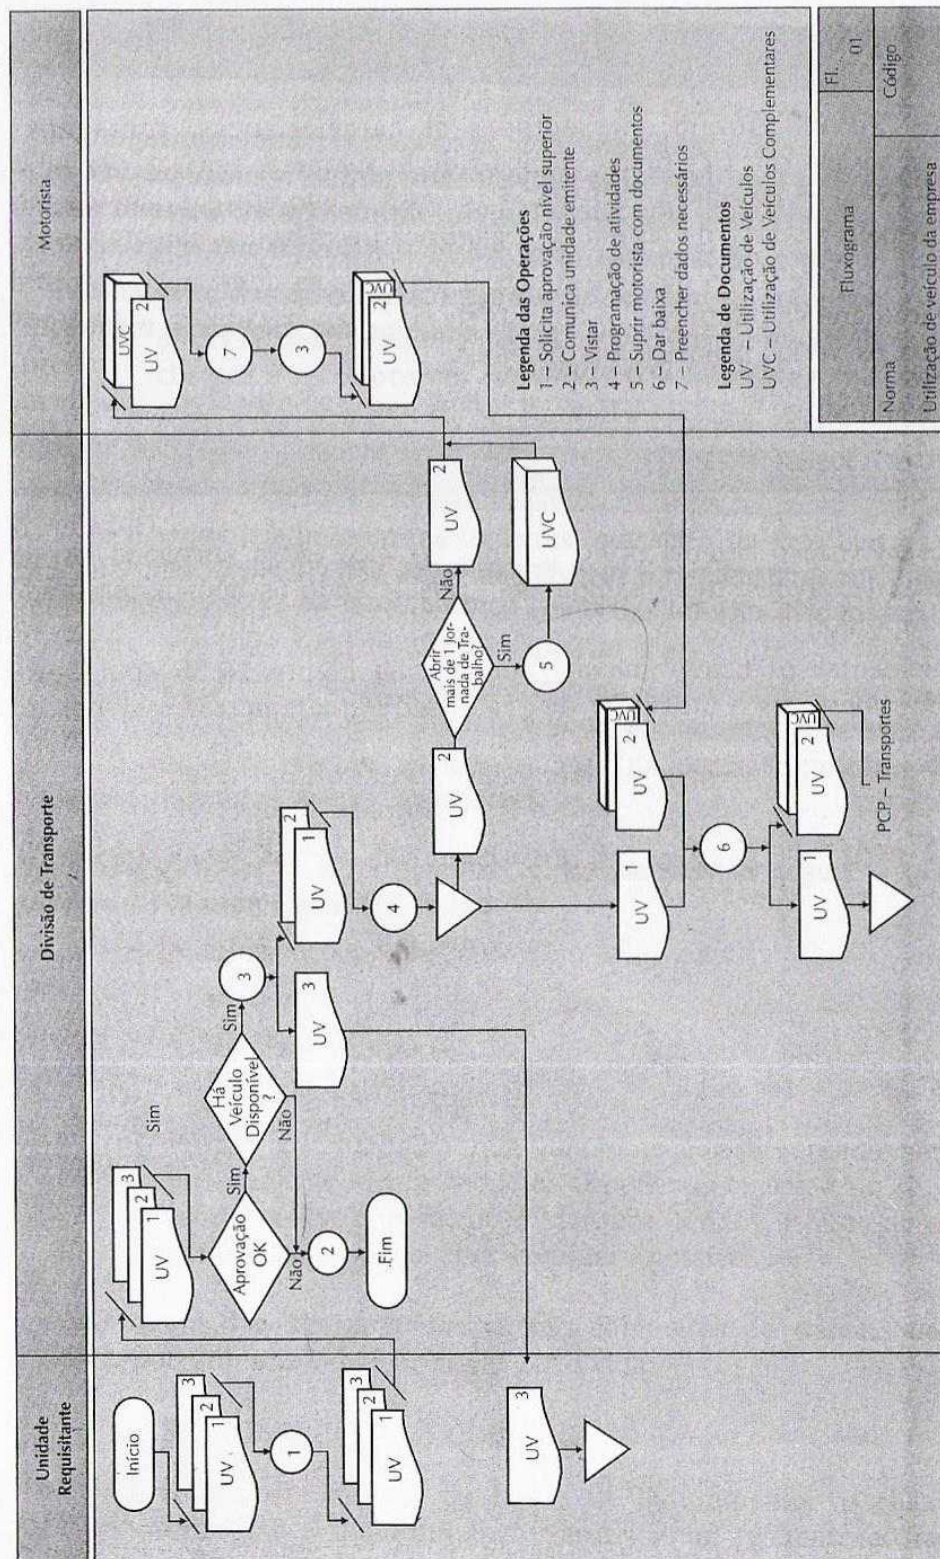 Unidade
Requisitante
Divisão de Transporte
Motorista
Início
3
2
1
UV
1
3
2
1
UV
3
UV
3
2
1
UV
Sim
Aprovação
OK
Sim
Não
2
Fim
Há
Veículo
Disponível
?
Sim
Não
3
3
UV
2
1
UV
4
2
UV
Abrir
mais de 1 Jor-
nada de Tra-
balho?
Não
2
UV
Sim
5
UVC
1
UV
UVC
2
UV
6
1
UV
UVC
2
UV
PCP – Transportes
UVC
2
UV
7
3
UVC
2
UV
Legenda das Operações
1 – Solicita aprovação nível superior
2 – Comunica unidade emitente
3 – Vistar
4 – Programação de atividades
5 – Suprir motorista com documentos
6 – Dar baixa
7 – Preencher dados necessários
Legenda de Documentos
UV – Utilização de Veículos
UVC – Utilização de Veículos Complementares
Fluxograma
Fl.
01
Norma
Código
Utilização de veículo da empresa